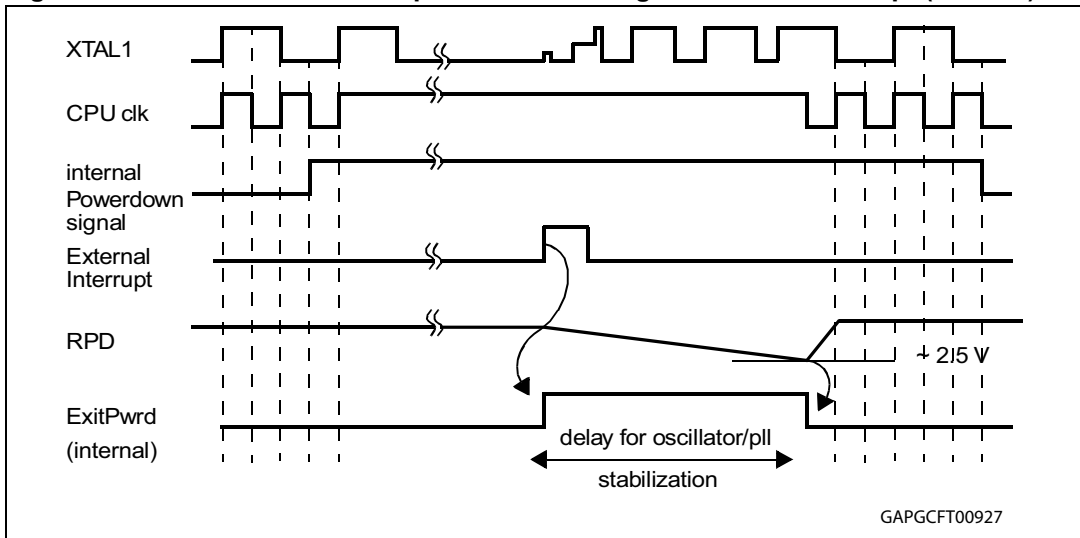 XTAL1
CPU clk
internal
Powerdown
signal
External
Interrupt
RPD
~ 2.5 V
ExitPwrd
(internal)
delay for oscillator/pll
stabilization
GAPGCFT00927